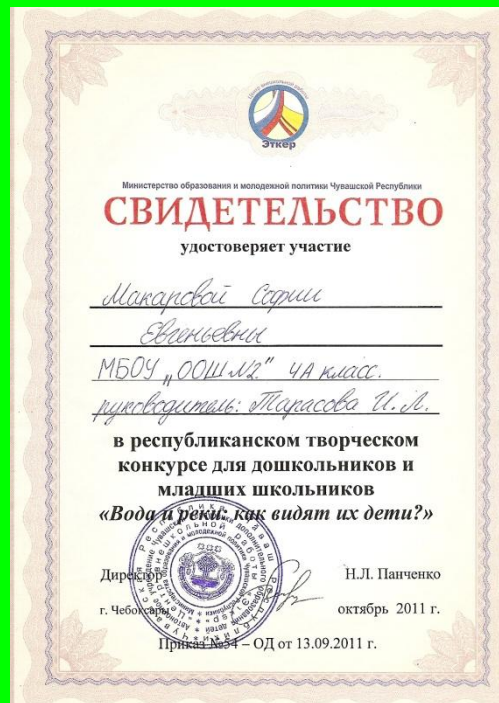 Эткер
Министерство образования и молодежной политики Чувашской Республики
СВИДЕТЕЛЬСТВО
удостоверяет участие
Макаровой Софии
Евгеньевны
МБОУ „ООШ №2" 4А класс.
руководитель: Тарасова И.Л.
в республиканском творческом
конкурсе для дошкольников и
младших школьников
«Вода и реки: как видят их дети?»
Директор Н.Л. Панченко
г. Чебоксары октябрь 2011 г.
Приказ №54 – ОД от 13.09.2011 г.